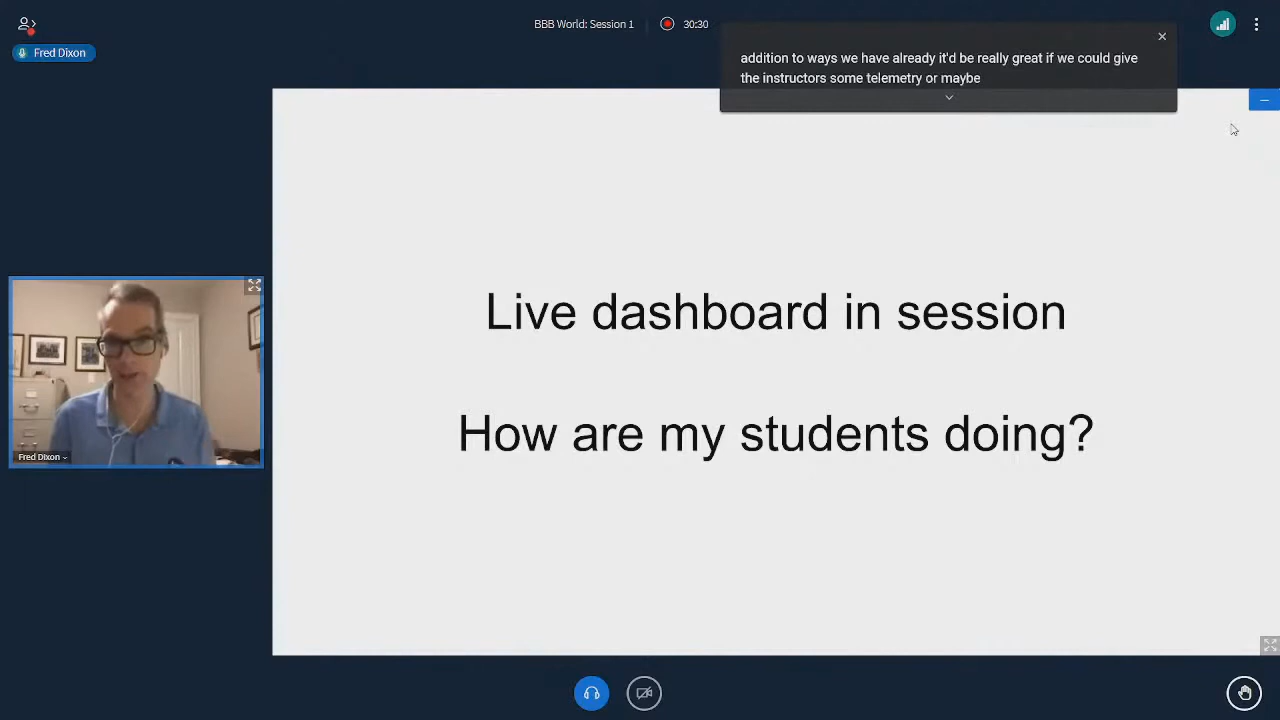 BBB World: Session 1
30:30
Fred Dixon
addition to ways we have already it'd be really great if we could give
the instructors some telemetry or maybe
Live dashboard in session
How are my students doing?
Fred Dixon